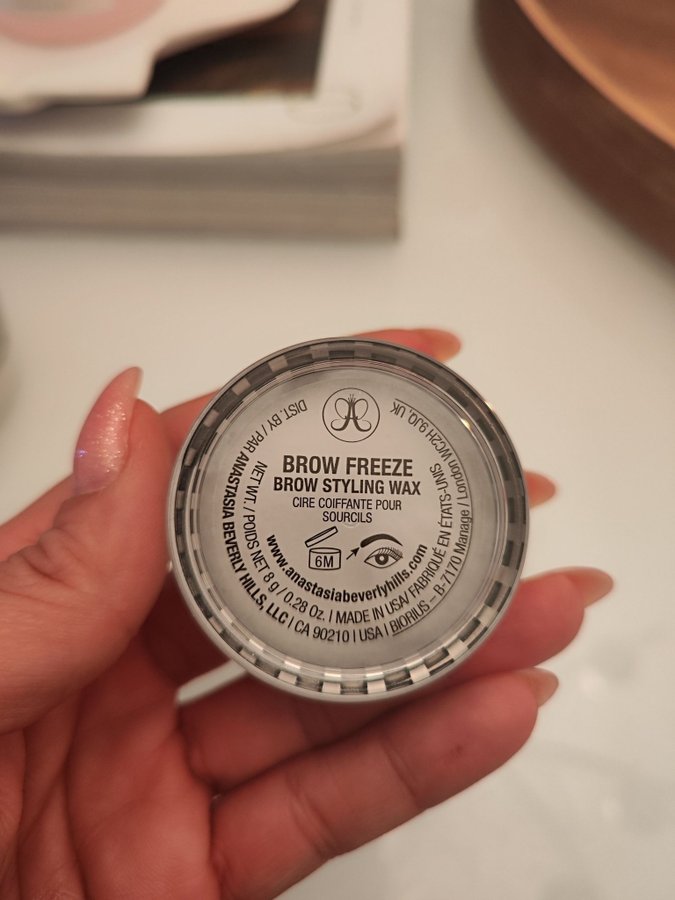 BROW FREEZE
BROW STYLING WAX
CIRE COIFFANTE POUR
SOURCILS
6M
www.anastasiabeverlyhills.com
NET WT. / POIDS NET 8 g / 0.28 Oz. | MADE IN USA/ FABRIQUÉ EN ÉTATS-UNIS
DIST. BY / PAR ANASTASIA BEVERLY HILLS, LLC | CA 90210 | USA | BIORIUS – B-7170 Manage / London WC2H 9JQ, UK